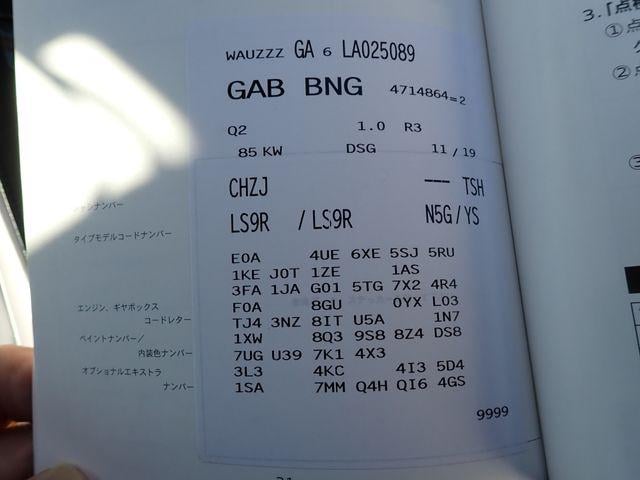 WAUZZZ GA 6 LA025089
GAB BNG 4714864=2
Q2 1.0 R3
85 KW DSG 11/19
CHZJ --- TSH
LS9R /LS9R N5G/YS
タイプモデルコードナンバー
E0A 4UE 6XE 5SJ 5RU
1KE J0T 1ZE 1AS
3FA 1JA G01 5TG 7X2 4R4
エンジン、ギヤボックス
F0A 8GU 0YX L03
コードレター
TJ4 3NZ 8IT U5A 1N7
ペイントナンバー/
1XW 8Q3 9S8 8Z4 DS8
内装色ナンバー
7UG U39 7K1 4X3
オプショナルエキストラ
3L3 4KC 4I3 5D4
ナンバー
1SA 7MM Q4H QI6 4GS
9999
3.「点
①点
②点
③